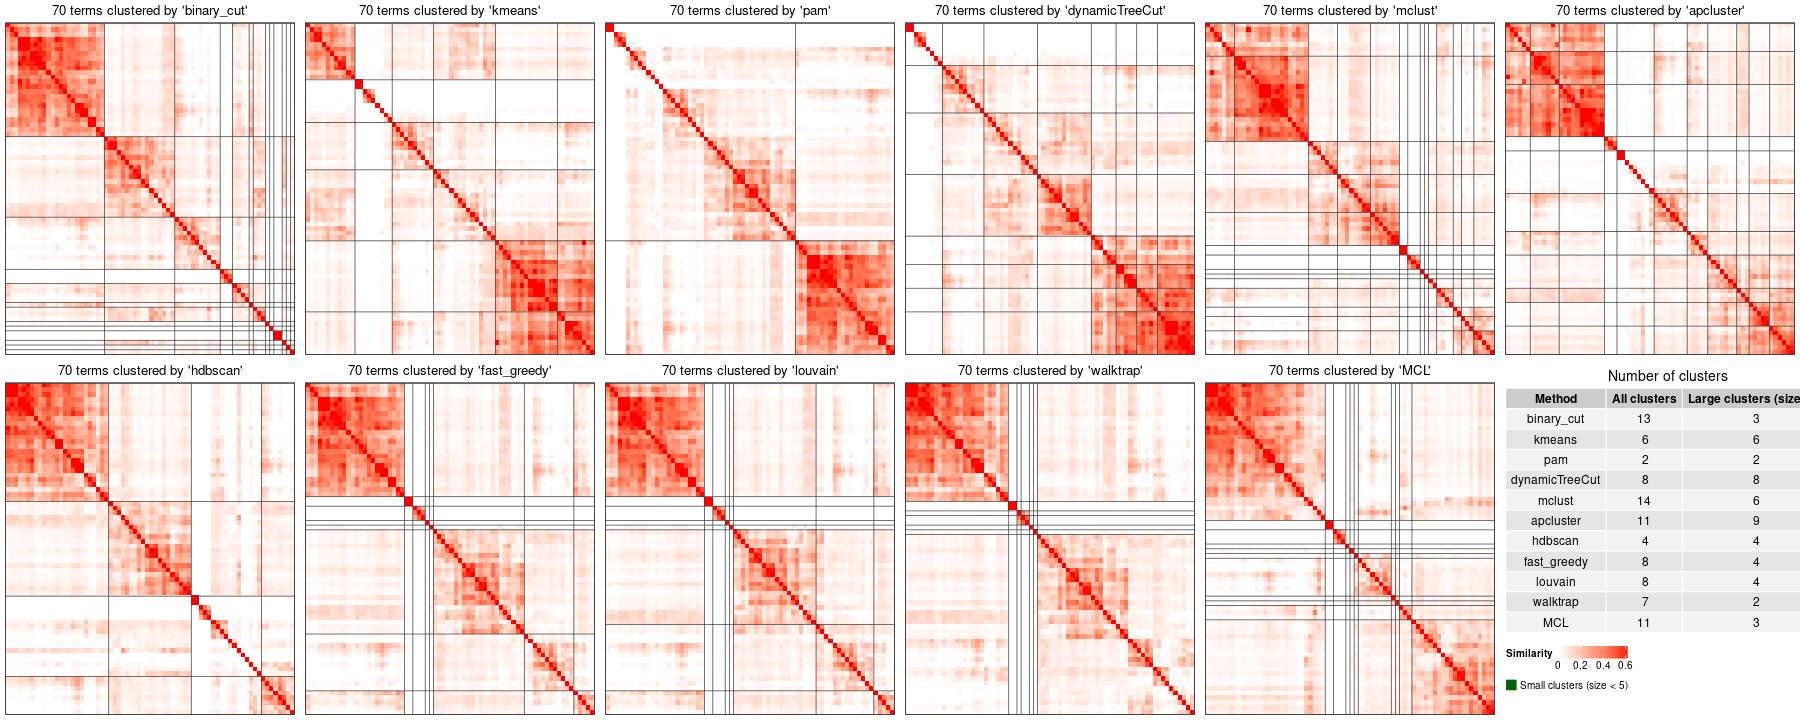 70 terms clustered by 'binary_cut'
70 terms clustered by 'kmeans'
70 terms clustered by 'pam'
70 terms clustered by 'dynamicTreeCut'
70 terms clustered by 'mclust'
70 terms clustered by 'apcluster'
70 terms clustered by 'hdbscan'
70 terms clustered by 'fast_greedy'
70 terms clustered by 'louvain'
70 terms clustered by 'walktrap'
70 terms clustered by 'MCL'
Number of clusters
Method All clusters Large clusters (size
binary_cut 13 3
kmeans 6 6
pam 2 2
dynamicTreeCut 8 8
mclust 14 6
apcluster 11 9
hdbscan 4 4
fast_greedy 8 4
louvain 8 4
walktrap 7 2
MCL 11 3
Similarity
0 0.2 0.4 0.6
Small clusters (size < 5)